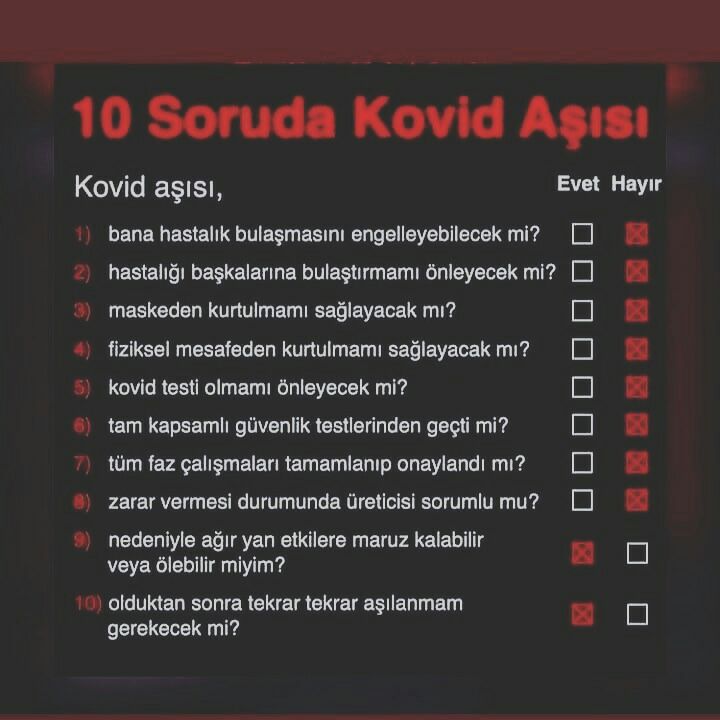 10 Soruda Kovid Aşısı
Kovid aşısı, Evet Hayır
1) bana hastalık bulaşmasını engelleyebilecek mi?
2) hastalığı başkalarına bulaştırmamı önleyecek mi?
3) maskeden kurtulmamı sağlayacak mı?
4) fiziksel mesafeden kurtulmamı sağlayacak mı?
5) kovid testi olmamı önleyecek mi?
6) tam kapsamlı güvenlik testlerinden geçti mi?
7) tüm faz çalışmaları tamamlanıp onaylandı mı?
8) zarar vermesi durumunda üreticisi sorumlu mu?
9) nedeniyle ağır yan etkilere maruz kalabilir
veya ölebilir miyim?
10) olduktan sonra tekrar tekrar aşılanmam
gerekecek mi?